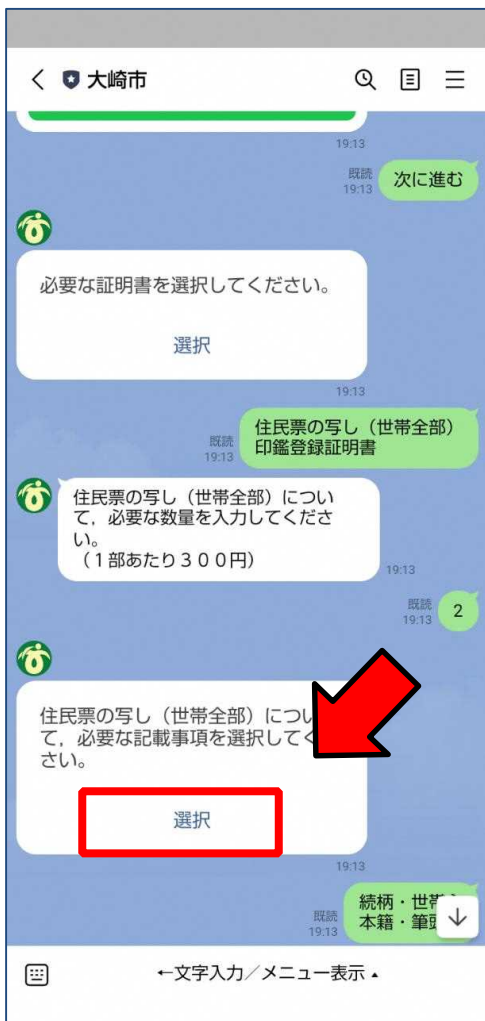 大崎市
19:13
既読
19:13
次に進む
必要な証明書を選択してください。
選択
19:13
既読
19:13
住民票の写し（世帯全部）
印鑑登録証明書
住民票の写し（世帯全部）につい
て，必要な数量を入力してくださ
い。
（１部あたり３００円）
19:13
既読
19:13
2
住民票の写し（世帯全部）につ
て，必要な記載事項を選択して
さい。
選択
19:13
既読
19:13
続柄・世
本籍・筆
←文字入力／メニュー表示